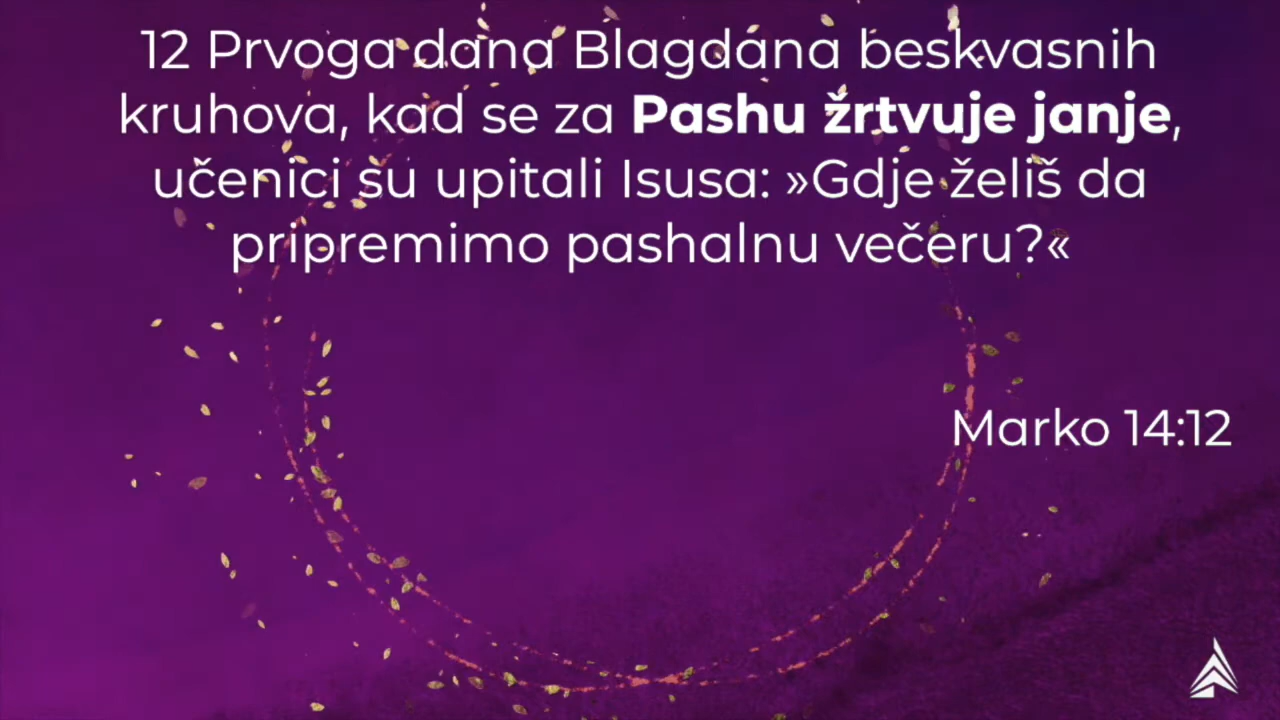 12 Prvoga dana Blagdana beskvasnih
kruhova, kad se za Pashu žrtvuje janje,
učenici su upitali Isusa: »Gdje želiš da
pripremimo pashalnu večeru?«
Marko 14:12